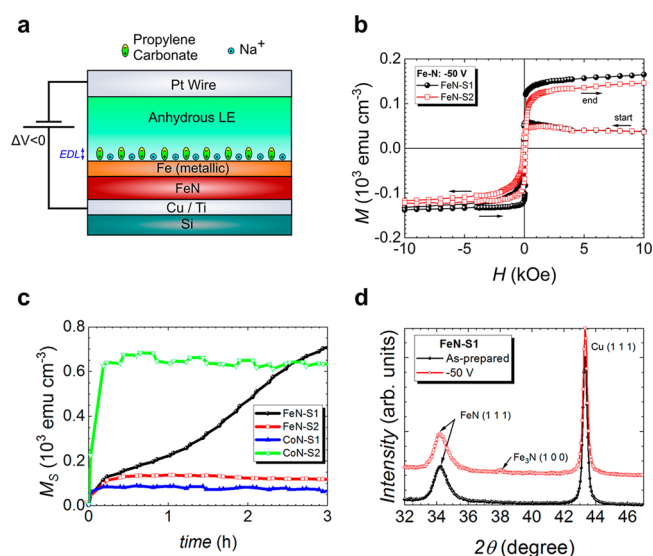 a
Propylene
Carbonate
Na⁺
Pt Wire
Anhydrous LE
ΔV<0
EDL
Fe (metallic)
FeN
Cu / Ti
Si
b
Fe-N: -50 V
FeN-S1
FeN-S2
end
start
M (10³ emu cm⁻³)
0.2
0.1
0.0
-0.1
-0.2
-10
-5
0
5
10
H (kOe)
c
M_S (10³ emu cm⁻³)
0.8
0.6
0.4
0.2
0.0
FeN-S1
FeN-S2
CoN-S1
CoN-S2
0
1
2
3
time (h)
d
FeN-S1
As-prepared
-50 V
Cu (1 1 1)
FeN (1 1 1)
Fe₃N (1 0 0)
Intensity (arb. units)
32
34
36
38
40
42
44
46
2θ (degree)